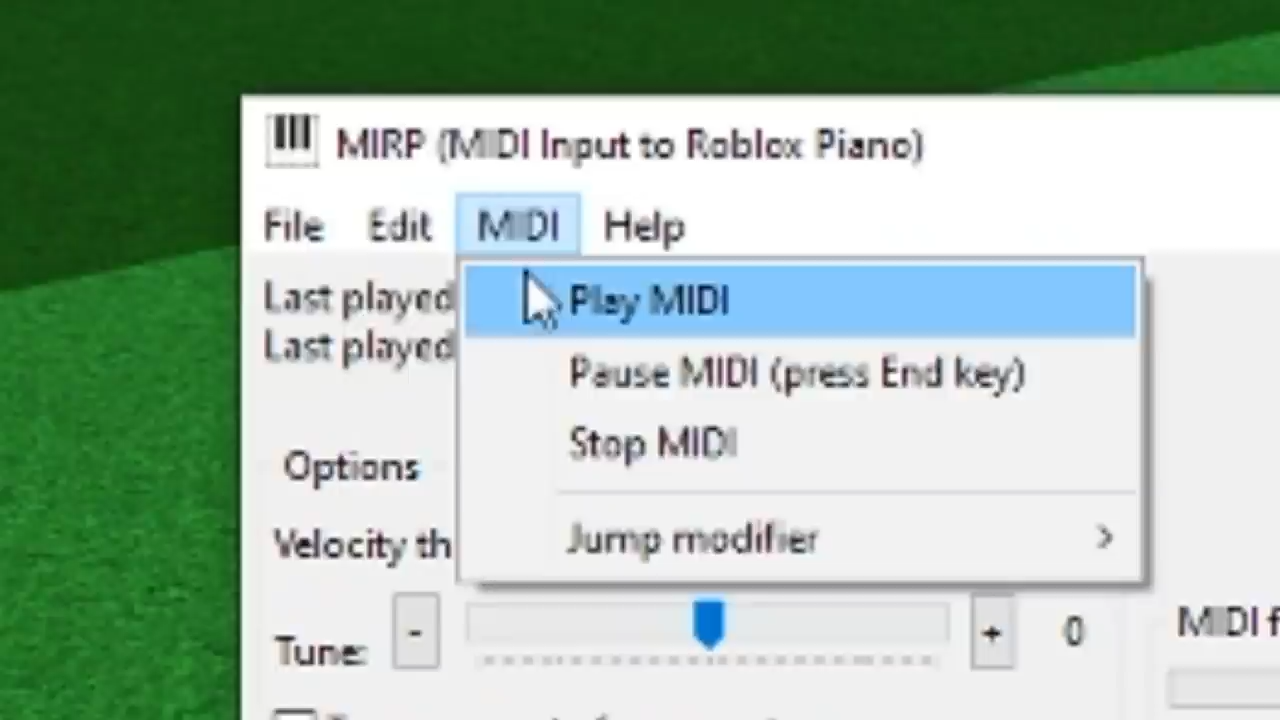 MIRP (MIDI Input to Roblox Piano)
File Edit MIDI Help
Last played
Play MIDI
Last played
Pause MIDI (press End key)
Stop MIDI
Options
Jump modifier
Velocity th
Tune: - + 0
MIDI f